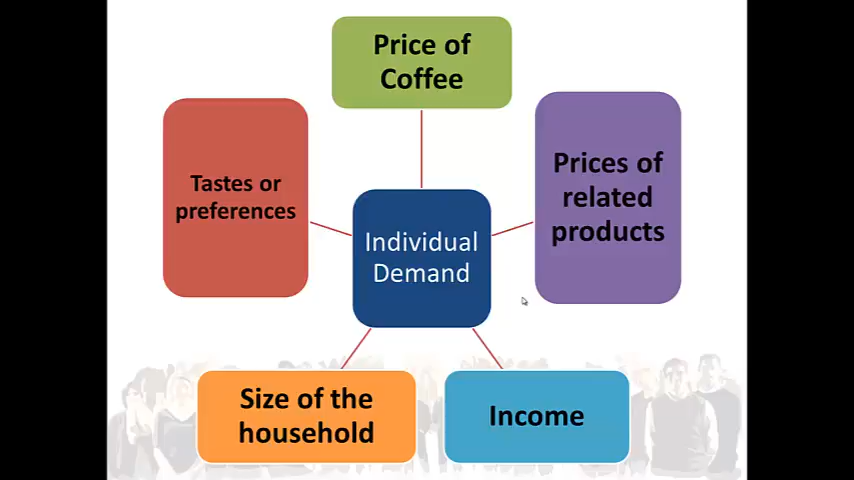 Price of
Coffee
Tastes or
preferences
Prices of
related
products
Individual
Demand
Size of the
household
Income